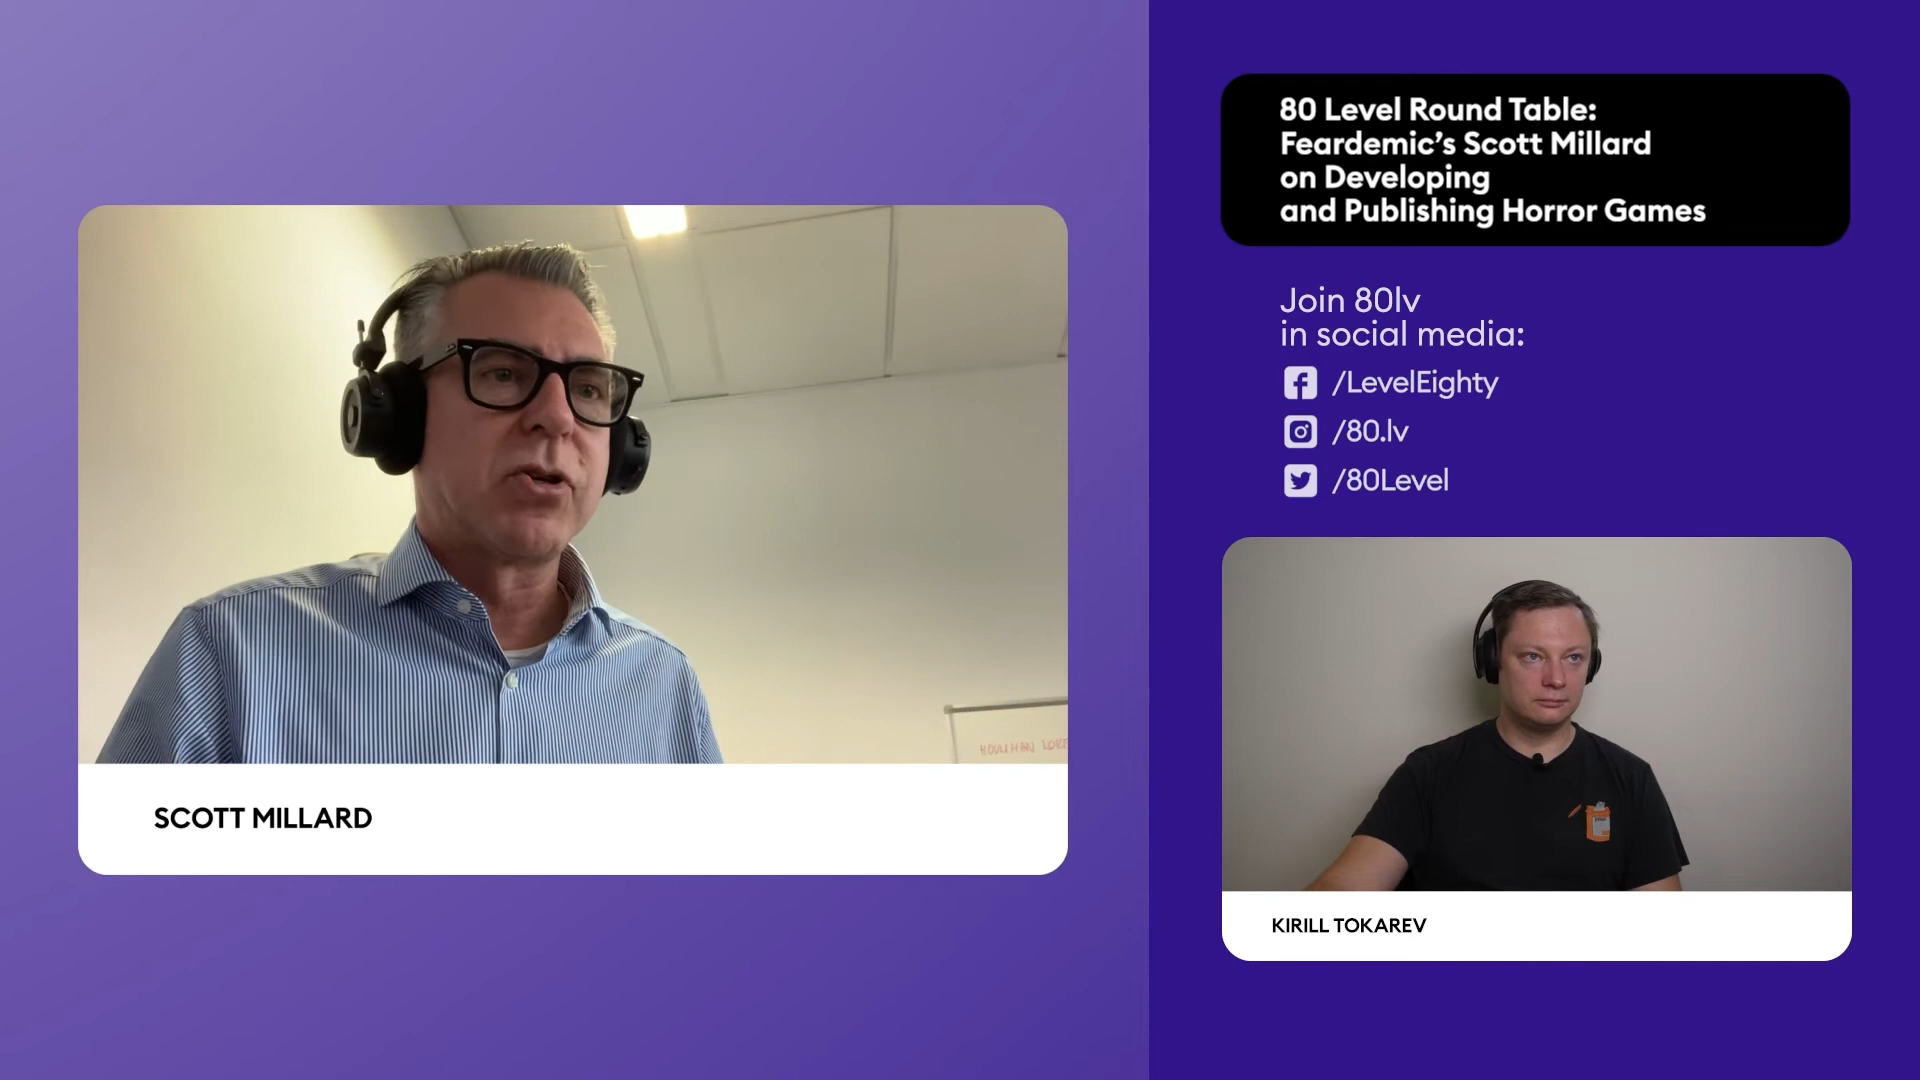 80 Level Round Table:
Feardemic’s Scott Millard
on Developing
and Publishing Horror Games
Join 80lv
in social media:
/LevelEighty
/80.lv
/80Level
SCOTT MILLARD
KIRILL TOKAREV